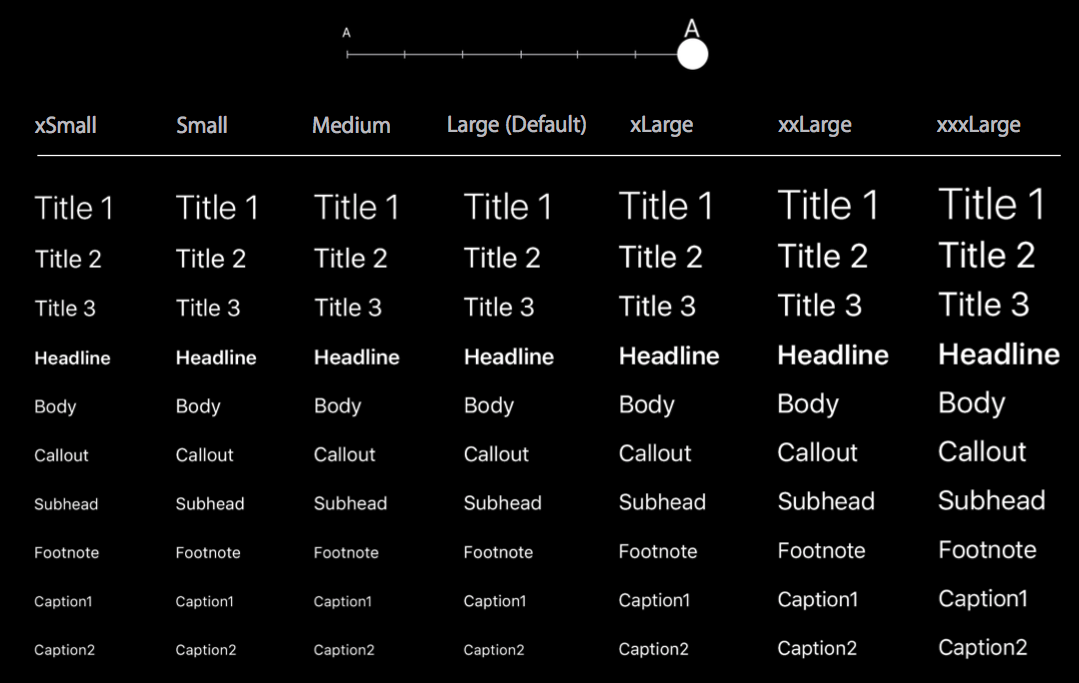 A A
xSmall Small Medium Large (Default) xLarge xxLarge xxxLarge
Title 1 Title 1 Title 1 Title 1 Title 1 Title 1 Title 1
Title 2 Title 2 Title 2 Title 2 Title 2 Title 2 Title 2
Title 3 Title 3 Title 3 Title 3 Title 3 Title 3 Title 3
Headline Headline Headline Headline Headline Headline Headline
Body Body Body Body Body Body Body
Callout Callout Callout Callout Callout Callout Callout
Subhead Subhead Subhead Subhead Subhead Subhead Subhead
Footnote Footnote Footnote Footnote Footnote Footnote Footnote
Caption1 Caption1 Caption1 Caption1 Caption1 Caption1 Caption1
Caption2 Caption2 Caption2 Caption2 Caption2 Caption2 Caption2